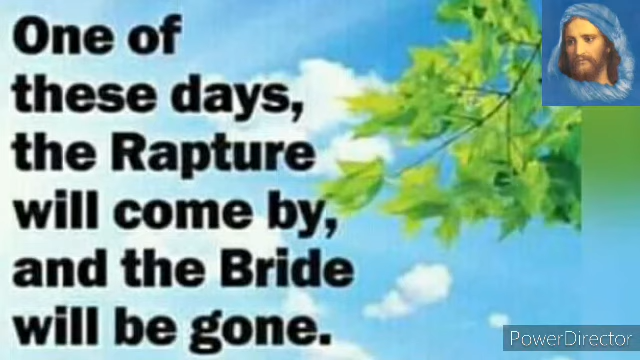 One of
these days,
the Rapture
will come by,
and the Bride
will be gone.
PowerDirector